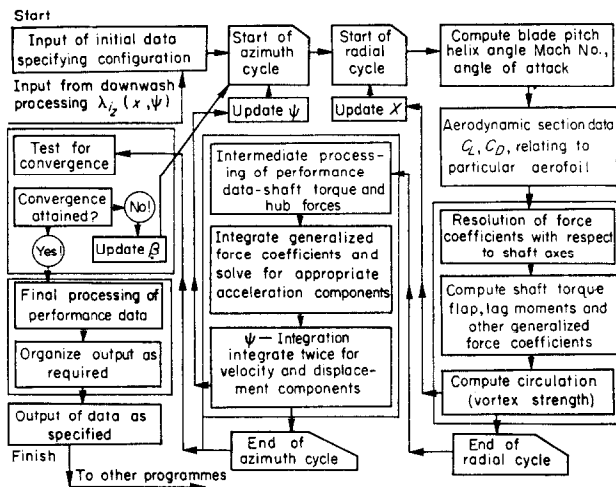 Start
Input of initial data
specifying configuration
Input from downwash
processing λiz (x,ψ)
Start of
azimuth
cycle
Update ψ
Start of
radial
cycle
Update X
Compute blade pitch
helix angle Mach No.,
angle of attack
Aerodynamic section data
CL, CD, relating to
particular aerofoil
Resolution of force
coefficients with respect
to shaft axes
Compute shaft torque
flap, lag moments and
other generalized
force coefficients
Compute circulation
(vortex strength)
End of
radial cycle
Intermediate process-
ing of performance
data-shaft torque and
hub forces
Integrate generalized
force coefficients and
solve for appropriate
acceleration components
ψ — Integration
integrate twice for
velocity and displace-
ment components
End of
azimuth cycle
Test for
convergence
Convergence
attained?
No!
Update β
Yes!
Final processing of
performance data
Organize output as
required
Output of data as
specified
Finish
To other programmes